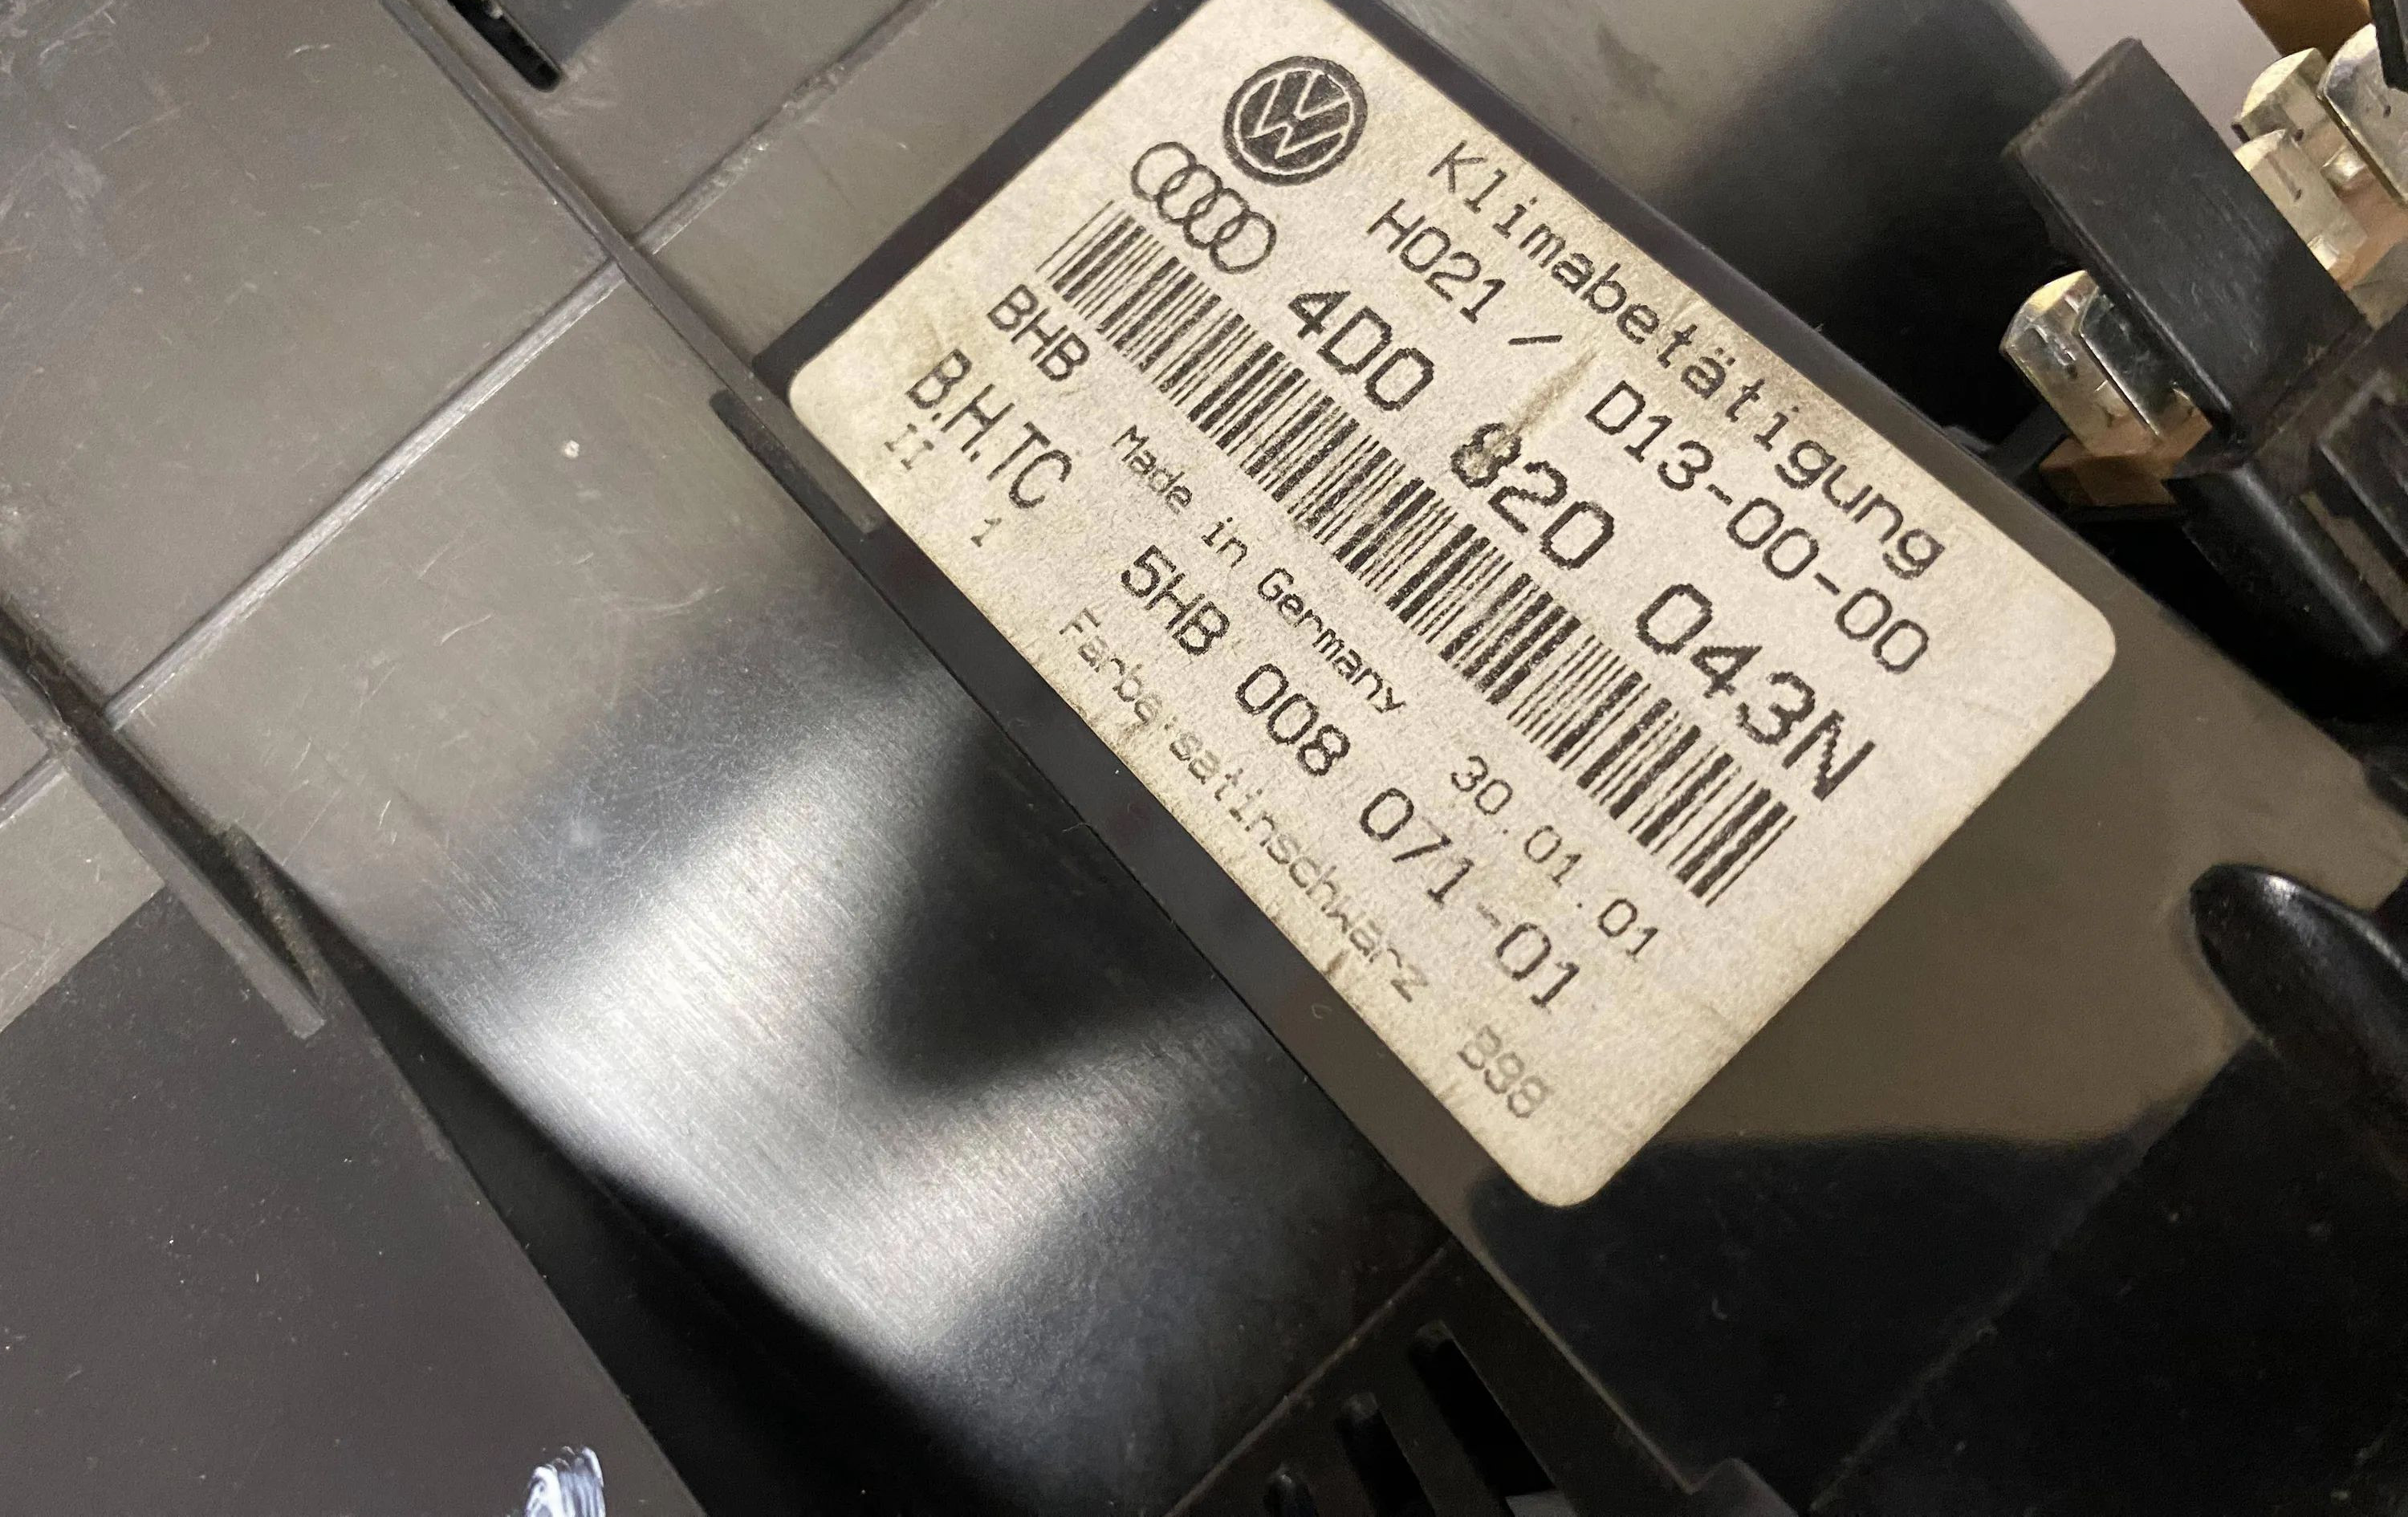 Klimabetätigung
H021 / D13-00-00
4D0 820 043N
BHB Made in Germany 30.01.01
B.H.TC 5HB 008 071-01
II 1 Farbe:satinschwarz B98